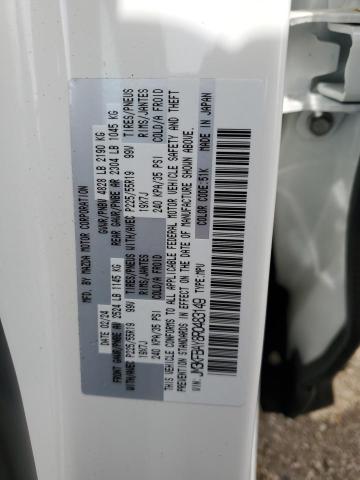 MFD. BY MAZDA MOTOR CORPORATION
DATE: 02/24 GVWR/PNBV 4828 LB 2190 KG
FRONT GAWR/PNBE AV 2524 LB 1145 KG REAR GAWR/PNBE AR 2304 LB 1045 KG
WITH/AVEC P225/55R19 99V TIRES/PNEUS WITH/AVEC P225/55R19 99V TIRES/PNEUS
19X7J RIMS/JANTES 19X7J RIMS/JANTES
240 KPA/35 PSI COLD/A FROID 240 KPA/35 PSI COLD/A FROID
THIS VEHICLE CONFORMS TO ALL APPLICABLE FEDERAL MOTOR VEHICLE SAFETY AND THEFT
PREVENTION STANDARDS IN EFFECT ON THE DATE OF MANUFACTURE SHOWN ABOVE.
COLOR CODE: 51K MADE IN JAPAN
VIN: JM3KFBAY8R0483149 TYPE: MPV